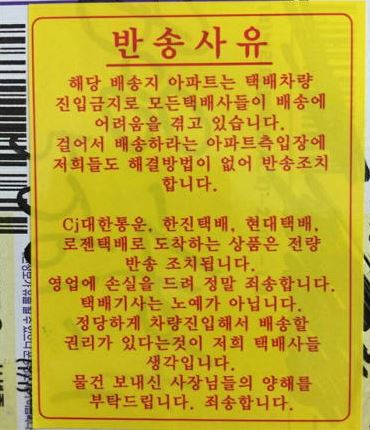 반송사유
해당 배송지 아파트는 택배차량
진입금지로 모든택배사들이 배송에
어려움을 겪고 있습니다.
걸어서 배송하라는 아파트측입장에
저희들도 해결방법이 없어 반송조치
합니다.
Cj대한통운, 한진택배, 현대택배,
로젠택배로 도착하는 상품은 전량
반송 조치됩니다.
영업에 손실을 드려 정말 죄송합니다.
택배기사는 노예가 아닙니다.
정당하게 차량진입해서 배송할
권리가 있다는것이 저희 택배사들
생각입니다.
물건 보내신 사장님들의 양해를
부탁드립니다. 죄송합니다.